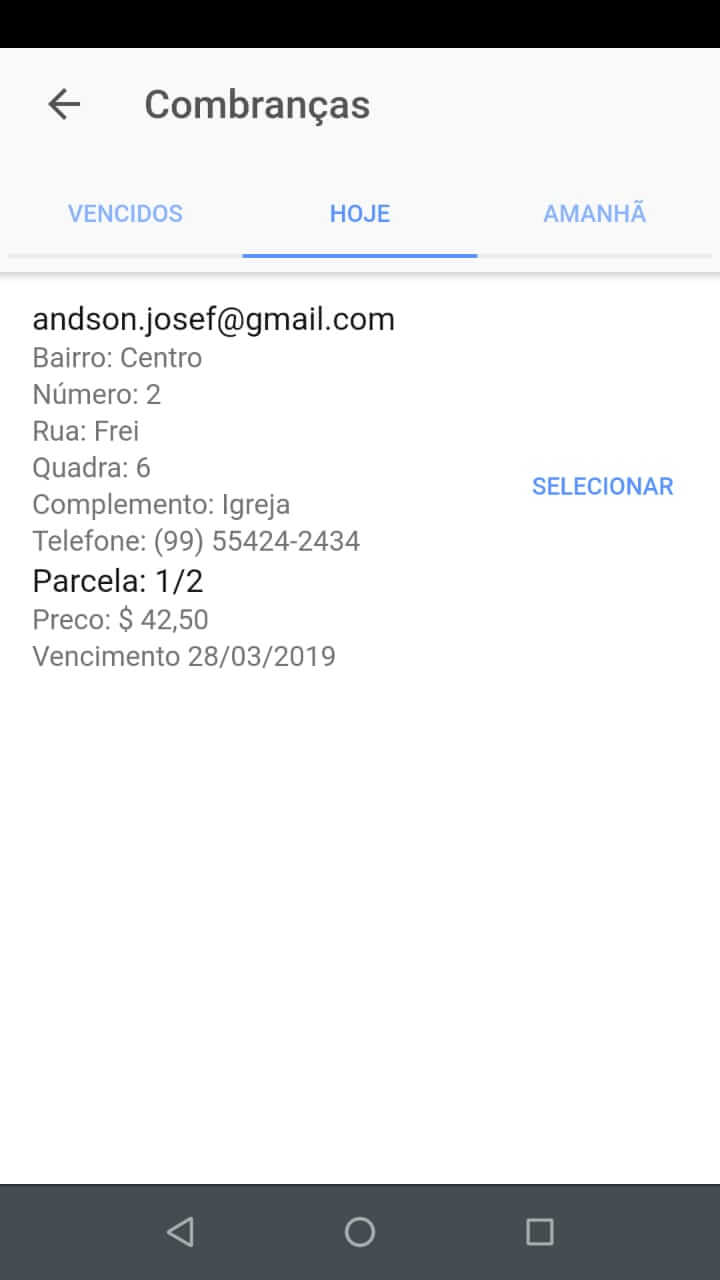 Combranças
VENCIDOS HOJE AMANHÃ
andson.josef@gmail.com
Bairro: Centro
Número: 2
Rua: Frei
Quadra: 6
SELECIONAR
Complemento: Igreja
Telefone: (99) 55424-2434
Parcela: 1/2
Preco: $ 42,50
Vencimento 28/03/2019